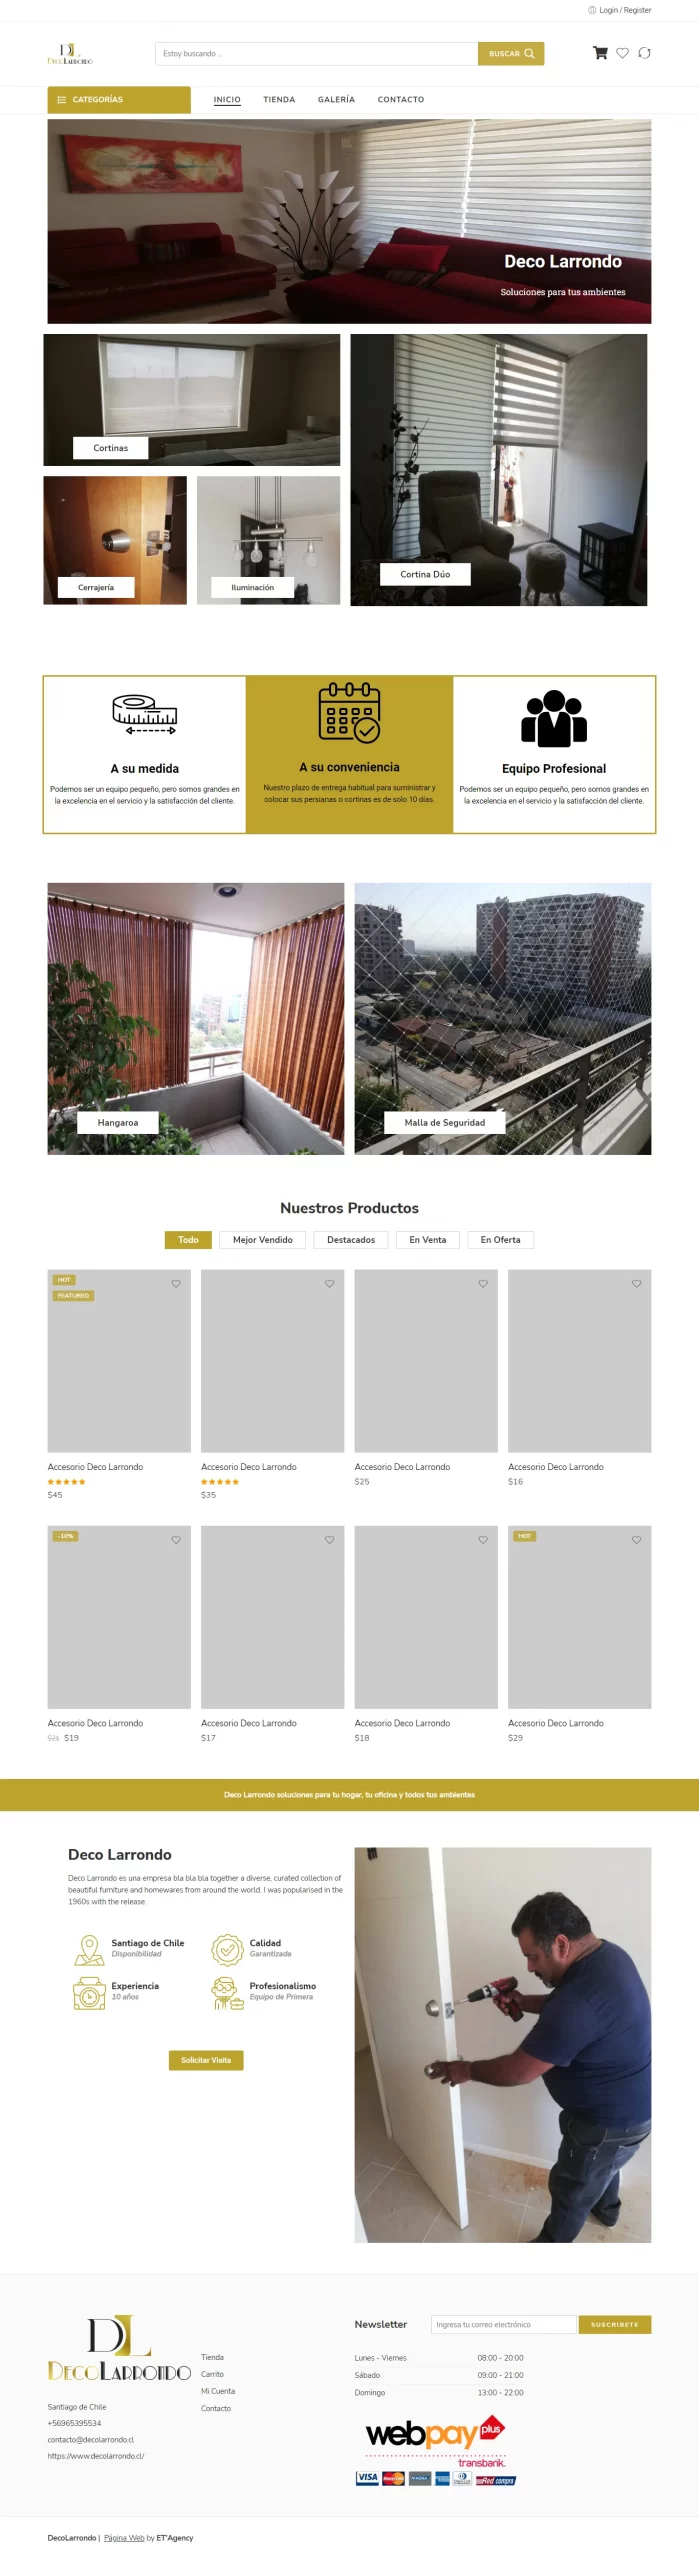 Login / Register
DL
DECOLARRONDO
Estoy buscando ...
BUSCAR
CATEGORÍAS
INICIO
TIENDA
GALERÍA
CONTACTO
Deco Larrondo
Soluciones para tus ambientes
Cortinas
Cerrajería
Iluminación
Cortina Dúo
A su medida
Podemos ser un equipo pequeño, pero somos grandes en
la excelencia en el servicio y la satisfacción del cliente.
A su conveniencia
Nuestro plazo de entrega habitual para suministrar y
colocar sus persianas o cortinas es de solo 10 días.
Equipo Profesional
Podemos ser un equipo pequeño, pero somos grandes en
la excelencia en el servicio y la satisfacción del cliente.
Hangaroa
Malla de Seguridad
Nuestros Productos
Todo
Mejor Vendido
Destacados
En Venta
En Oferta
HOT
FEATURED
Accesorio Deco Larrondo
$45
Accesorio Deco Larrondo
$35
Accesorio Deco Larrondo
$25
Accesorio Deco Larrondo
$16
-10%
HOT
Accesorio Deco Larrondo
$21 $19
Accesorio Deco Larrondo
$17
Accesorio Deco Larrondo
$18
Accesorio Deco Larrondo
$29
Deco Larrondo soluciones para tu hogar, tu oficina y todos tus ambientes
Deco Larrondo
Deco Larrondo es una empresa bla bla bla together a diverse, curated collection of
beautiful furniture and homewares from around the world. I was popularised in the
1960s with the release.
Santiago de Chile
Disponibilidad
Calidad
Garantizada
Experiencia
10 años
Profesionalismo
Equipo de Primera
Solicitar Visita
DL
DECOLARRONDO
Santiago de Chile
+56965395534
contacto@decolarrondo.cl
https://www.decolarrondo.cl/
Tienda
Carrito
Mi Cuenta
Contacto
Newsletter
Ingresa tu correo electrónico
SUSCRIBETE
Lunes - Viernes 08:00 - 20:00
Sábado 09:00 - 21:00
Domingo 13:00 - 22:00
webpay plus
transbank.
VISA
MasterCard
MAGNA
Redcompra
DecoLarrondo | Página Web by ET'Agency